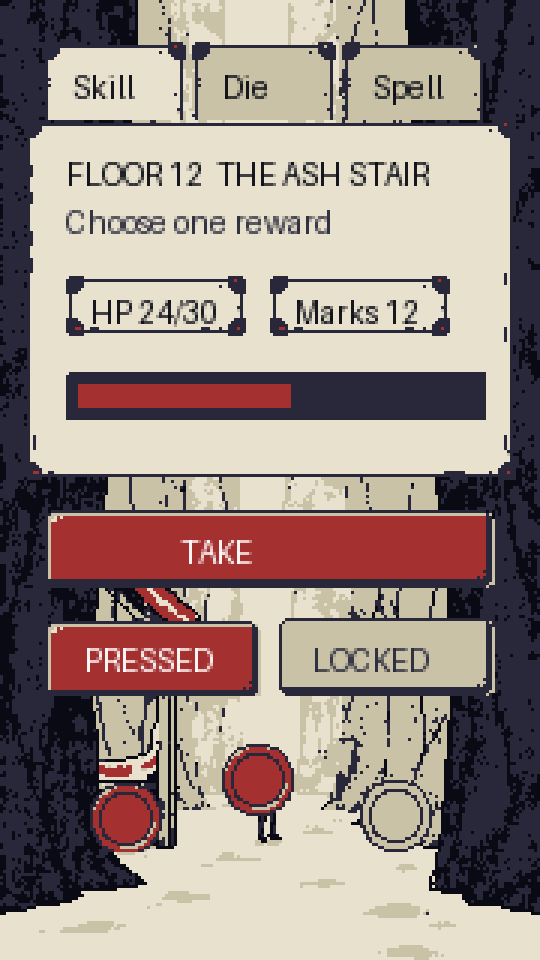 Skill Die Spell
FLOOR 12 THE ASH STAIR
Choose one reward
HP 24/30 Marks 12
TAKE
PRESSED LOCKED